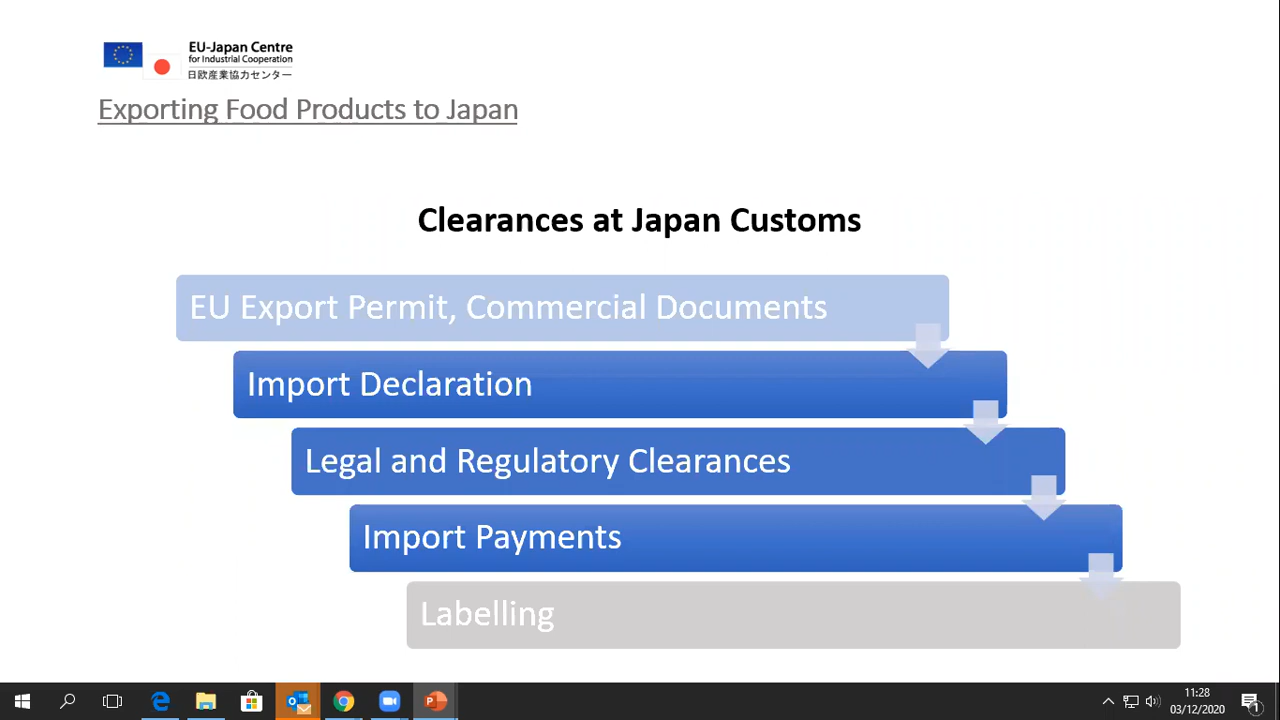 EU-Japan Centre
for Industrial Cooperation
日欧産業協力センター
Exporting Food Products to Japan
Clearances at Japan Customs
EU Export Permit, Commercial Documents
Import Declaration
Legal and Regulatory Clearances
Import Payments
Labelling
11:28
03/12/2020